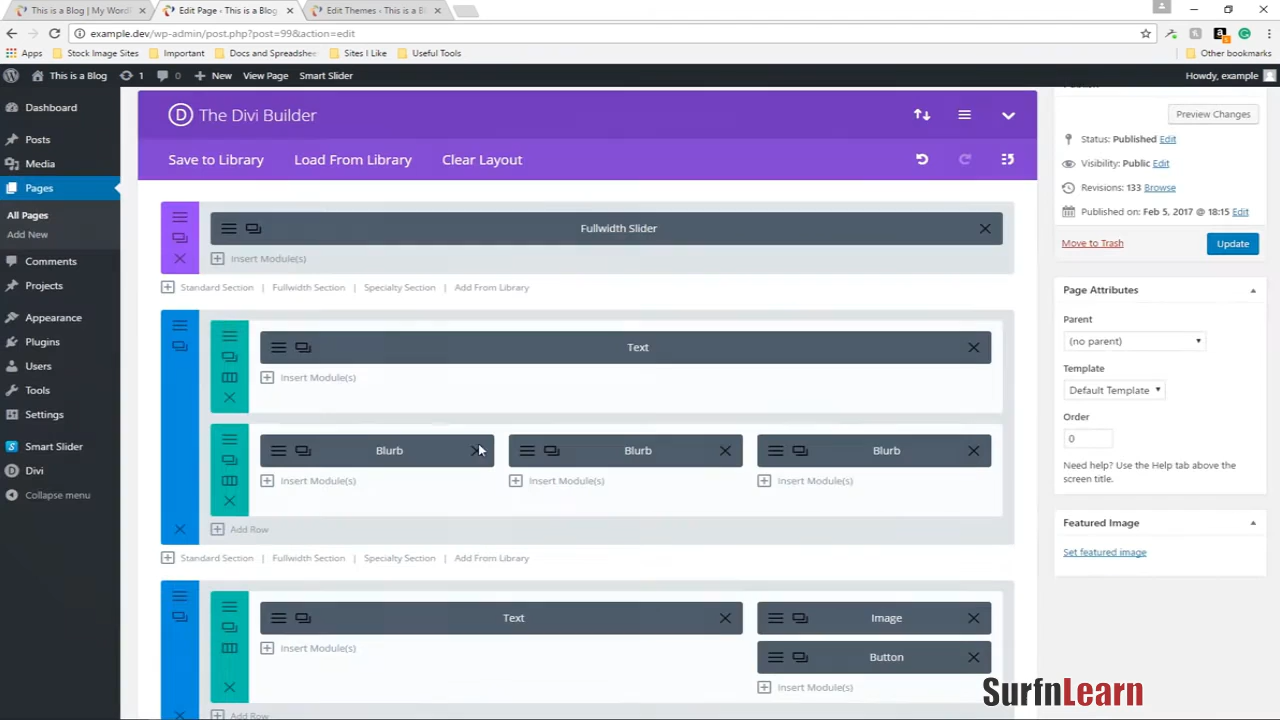 This is a Blog | My WordP
Edit Page ‹ This is a Blog
Edit Themes ‹ This is a B
example.dev/wp-admin/post.php?post=99&action=edit
Apps Stock Image Sites Important Docs and Spreadshe Sites I Like Useful Tools Other bookmarks
This is a Blog 1 0 New View Page Smart Slider Howdy, example
Dashboard
Posts
Media
Pages
All Pages
Add New
Comments
Projects
Appearance
Plugins
Users
Tools
Settings
Smart Slider
Divi
Collapse menu
D The Divi Builder
Save to Library Load From Library Clear Layout
Fullwidth Slider
Insert Module(s)
Standard Section | Fullwidth Section | Specialty Section | Add From Library
Text
Insert Module(s)
Blurb Blurb Blurb
Insert Module(s) Insert Module(s) Insert Module(s)
Add Row
Standard Section | Fullwidth Section | Specialty Section | Add From Library
Text Image
Insert Module(s)
Button
Insert Module(s)
Add Row
Preview Changes
Status: Published Edit
Visibility: Public Edit
Revisions: 133 Browse
Published on: Feb 5, 2017 @ 18:15 Edit
Move to Trash Update
Page Attributes
Parent
(no parent)
Template
Default Template
Order
0
Need help? Use the Help tab above the
screen title.
Featured Image
Set featured image
SurfnLearn